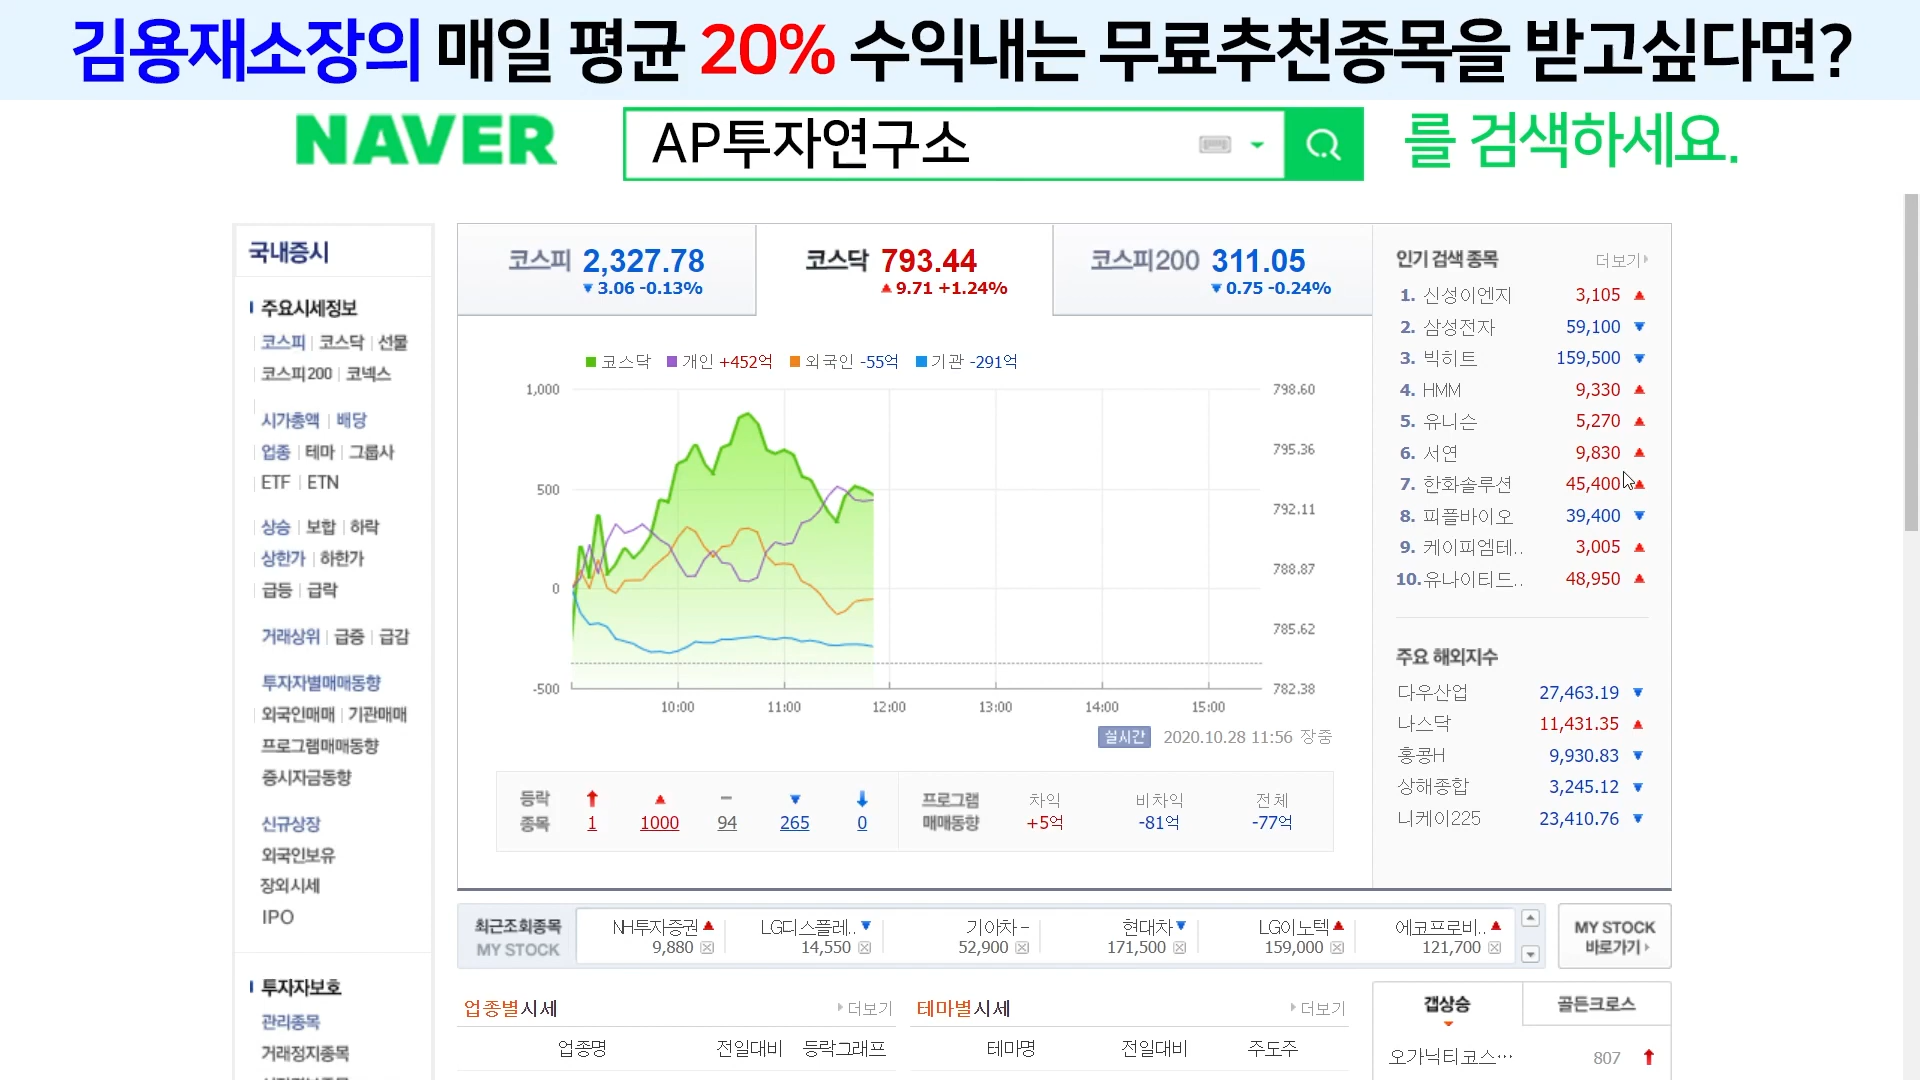 김용재소장의 매일 평균 20% 수익내는 무료추천종목을 받고싶다면?
NAVER AP투자연구소 를 검색하세요.
국내증시
주요시세정보
코스피 코스닥 선물
코스피200 코넥스
시가총액 배당
업종 테마 그룹사
ETF ETN
상승 보합 하락
상한가 하한가
급등 급락
거래상위 급증 급감
투자자별매매동향
외국인매매 기관매매
프로그램매매동향
증시자금동향
신규상장
외국인보유
장외시세
IPO
투자자보호
관리종목
거래정지종목
코스피 2,327.78
▼ 3.06 -0.13%
코스닥 793.44
▲ 9.71 +1.24%
코스피200 311.05
▼ 0.75 -0.24%
코스닥 개인 +452억 외국인 -55억 기관 -291억
1,000 798.60
795.36
500 792.11
0 788.87
785.62
-500 782.38
10:00 11:00 12:00 13:00 14:00 15:00
실시간 2020.10.28 11:56 장중
등락
종목
1 1000 94 265 0
프로그램
매매동향
차익 비차익 전체
+5억 -81억 -77억
인기 검색 종목 더보기
1. 신성이엔지 3,105 ▲
2. 삼성전자 59,100 ▼
3. 빅히트 159,500 ▼
4. HMM 9,330 ▲
5. 유니슨 5,270 ▲
6. 서연 9,830 ▲
7. 한화솔루션 45,400 ▲
8. 피플바이오 39,400 ▼
9. 케이피엠테.. 3,005 ▲
10. 유나이티드.. 48,950 ▲
주요 해외지수
다우산업 27,463.19 ▼
나스닥 11,431.35 ▲
홍콩H 9,930.83 ▼
상해종합 3,245.12 ▼
니케이225 23,410.76 ▼
최근조회종목
MY STOCK
NH투자증권 ▲ LG디스플레.. ▼ 기아차 - 현대차 ▼ LG이노텍 ▲ 에코프로비.. ▲
9,880 14,550 52,900 171,500 159,000 121,700
MY STOCK
바로가기
업종별시세 더보기
업종명 전일대비 등락그래프
테마별시세 더보기
테마명 전일대비 주도주
갭상승 골든크로스
오가닉티코스… 807